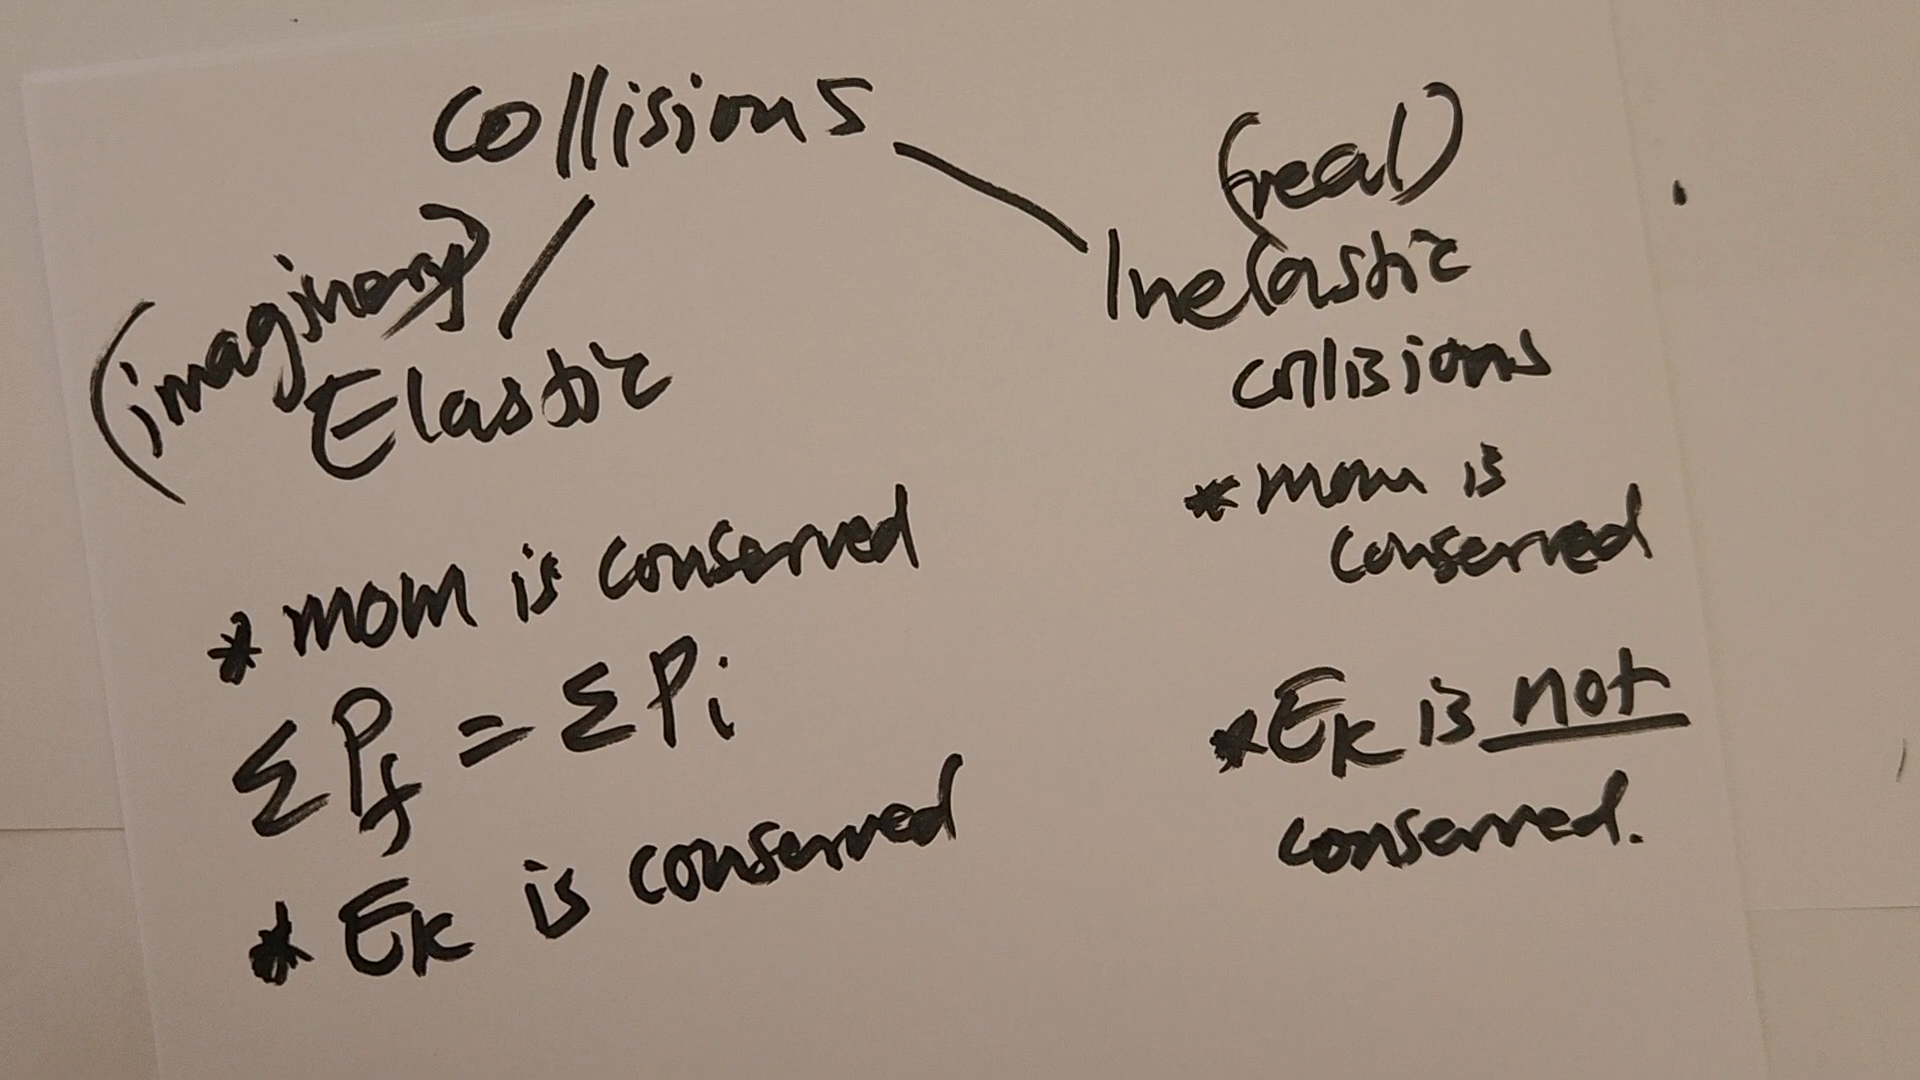 Collisions
(imaginary)
Elastic
* mom is conserved
ΣPf = ΣPi
* Ek is conserved
(real)
Inelastic
collisions
* mom is
conserved
* Ek is not
conserved.